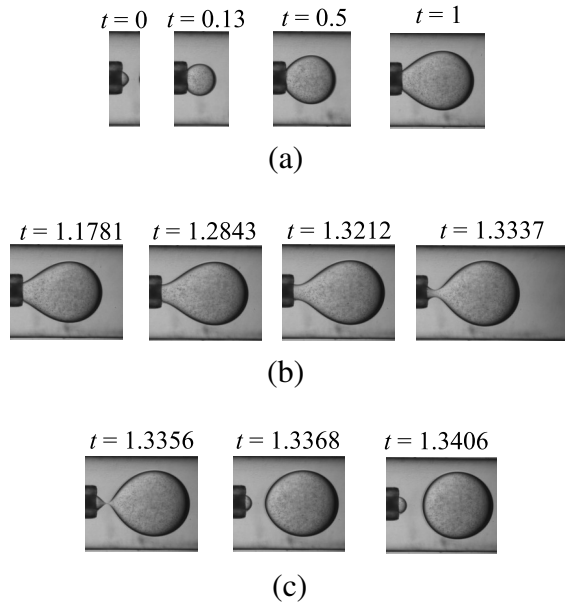 t = 0 t = 0.13 t = 0.5 t = 1
(a)
t = 1.1781 t = 1.2843 t = 1.3212 t = 1.3337
(b)
t = 1.3356 t = 1.3368 t = 1.3406
(c)